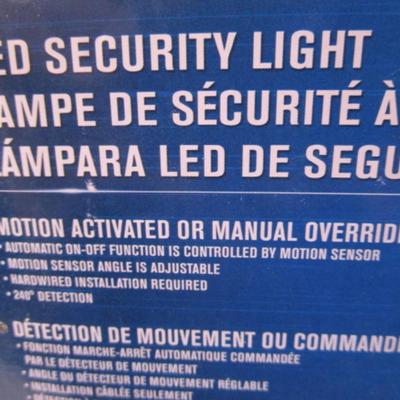 ED SECURITY LIGHT
AMPE DE SÉCURITÉ À
LÁMPARA LED DE SEGU
MOTION ACTIVATED OR MANUAL OVERRID
• AUTOMATIC ON-OFF FUNCTION IS CONTROLLED BY MOTION SENSOR
• MOTION SENSOR ANGLE IS ADJUSTABLE
• HARDWIRED INSTALLATION REQUIRED
• 240° DETECTION
DÉTECTION DE MOUVEMENT OU COMMANDE
• FONCTION MARCHE-ARRÊT AUTOMATIQUE COMMANDÉE
PAR LE DÉTECTEUR DE MOUVEMENT
• ANGLE DU DÉTECTEUR DE MOUVEMENT RÉGLABLE
• INSTALLATION CÂBLÉE SEULEMENT